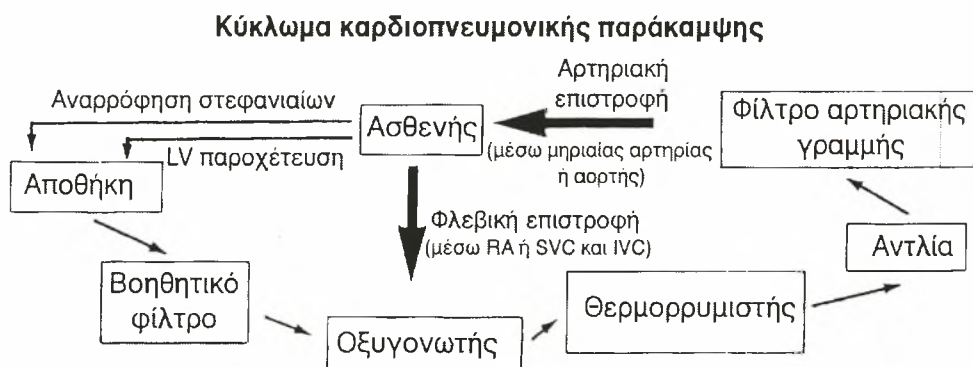 Κύκλωμα καρδιοπνευμονικής παράκαμψης
Αναρρόφηση στεφανιαίων
LV παροχέτευση
Αποθήκη
Ασθενής
Αρτηριακή
επιστροφή
(μέσω μηριαίας αρτηρίας
ή αορτής)
Φίλτρο αρτηριακής
γραμμής
Φλεβική επιστροφή
(μέσω RA ή SVC και IVC)
Αντλία
Βοηθητικό
φίλτρο
Οξυγονωτής
Θερμορρυμιστής